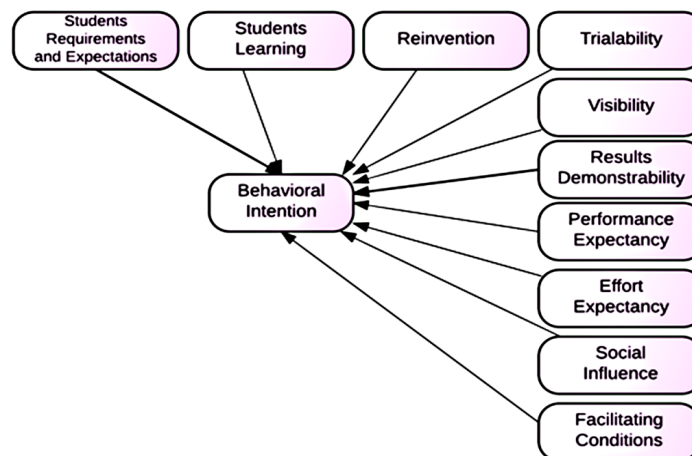 Students
Requirements
and Expectations
Students
Learning
Reinvention
Trialability
Visibility
Results
Demonstrability
Behavioral
Intention
Performance
Expectancy
Effort
Expectancy
Social
Influence
Facilitating
Conditions